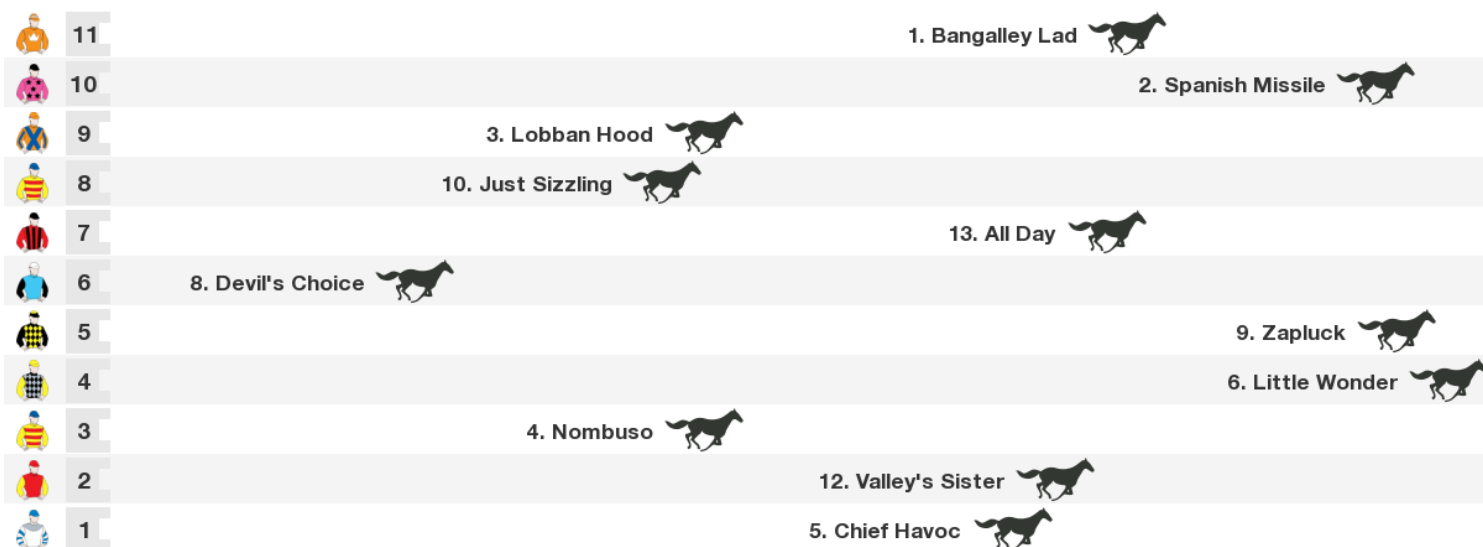 11 1. Bangalley Lad
10 2. Spanish Missile
9 3. Lobban Hood
8 10. Just Sizzling
7 13. All Day
6 8. Devil's Choice
5 9. Zapluck
4 6. Little Wonder
3 4. Nombuso
2 12. Valley's Sister
1 5. Chief Havoc